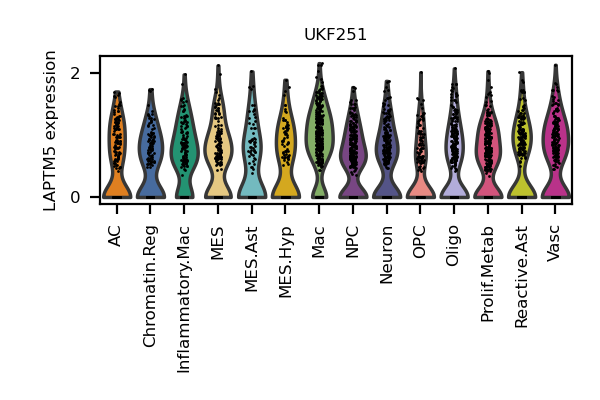 UKF251
LAPTM5 expression
2
0
AC
Chromatin.Reg
Inflammatory.Mac
MES
MES.Ast
MES.Hyp
Mac
NPC
Neuron
OPC
Oligo
Prolif.Metab
Reactive.Ast
Vasc